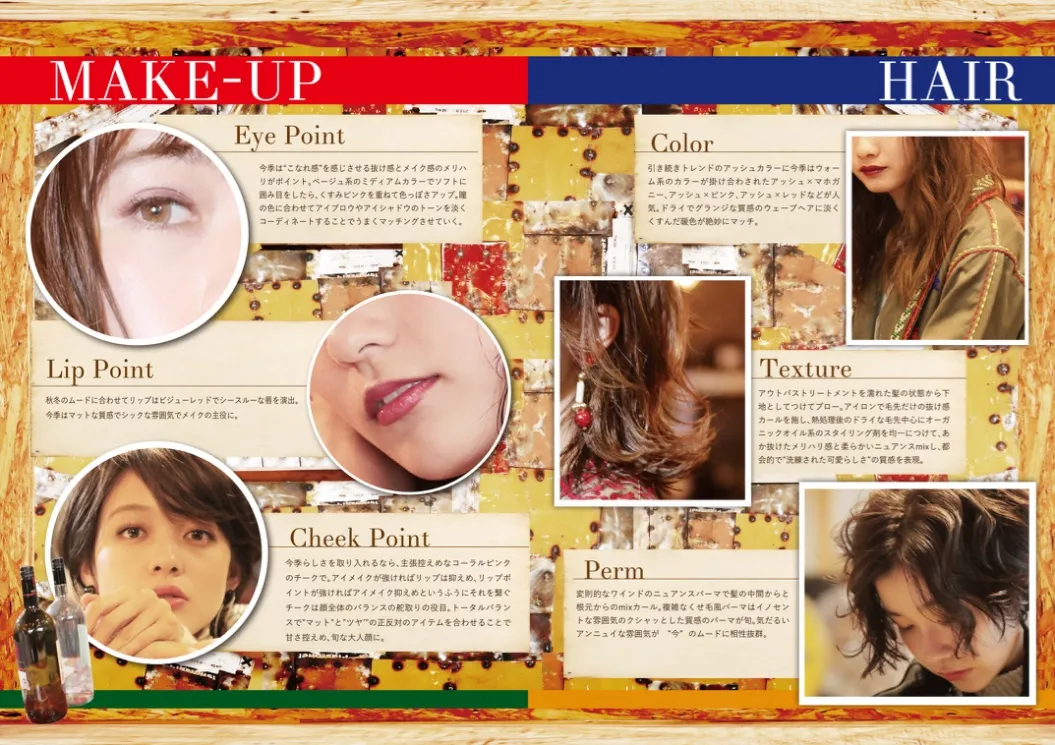 MAKE-UP
HAIR
Eye Point
今季は“こなれ感”を感じさせる抜け感とメイク感のメリハ
リがポイント。ベージュ系のミディアムカラーでソフトに
囲み目をしたら、くすみピンクを重ねて色っぽさアップ。瞳
の色に合わせてアイブロウやアイシャドウのトーンを淡く
コーディネートすることでうまくマッチングさせていく。
Lip Point
秋冬のムードに合わせてリップはビジューレッドでシースルーな唇を演出。
今季はマットな質感でシックな雰囲気でメイクの主役に。
Cheek Point
今季らしさを取り入れるなら、主張控えめなコーラルピンク
のチークで。アイメイクが強ければリップは抑えめ、リップポ
イントが強ければアイメイク抑えめというふうにそれを繋ぐ
チークは顔全体のバランスの舵取りの役目。トータルバラン
スで“マット”と“ツヤ”の正反対のアイテムを合わせることで
甘さ控えめ、旬な大人顔に。
Color
引き続きトレンドのアッシュカラーに今季はウォー
ム系のカラーが掛け合わされたアッシュ×マホガ
ニー、アッシュ×ピンク、アッシュ×レッドなどが人
気。ドライでグランジな質感のウェーブヘアに淡く
くすんだ暖色が絶妙にマッチ。
Texture
アウトバストリートメントを濡れた髪の状態から下
地としてつけてブロー。アイロンで毛先だけの抜け感
カールを施し、熱処理後のドライな毛先中心にオーガ
ニックオイル系のスタイリング剤を均一につけて、あ
か抜けたメリハリ感と柔らかいニュアンスmixし、都
会的で“洗練された可愛らしさ”の質感を表現。
Perm
変則的なワインドのニュアンスパーマで髪の中間からと
根元からのmixカール。複雑なくせ毛風パーマはイノセン
トな雰囲気のクシャッとした質感のパーマが旬。気だるい
アンニュイな雰囲気が “今” のムードに相性抜群。